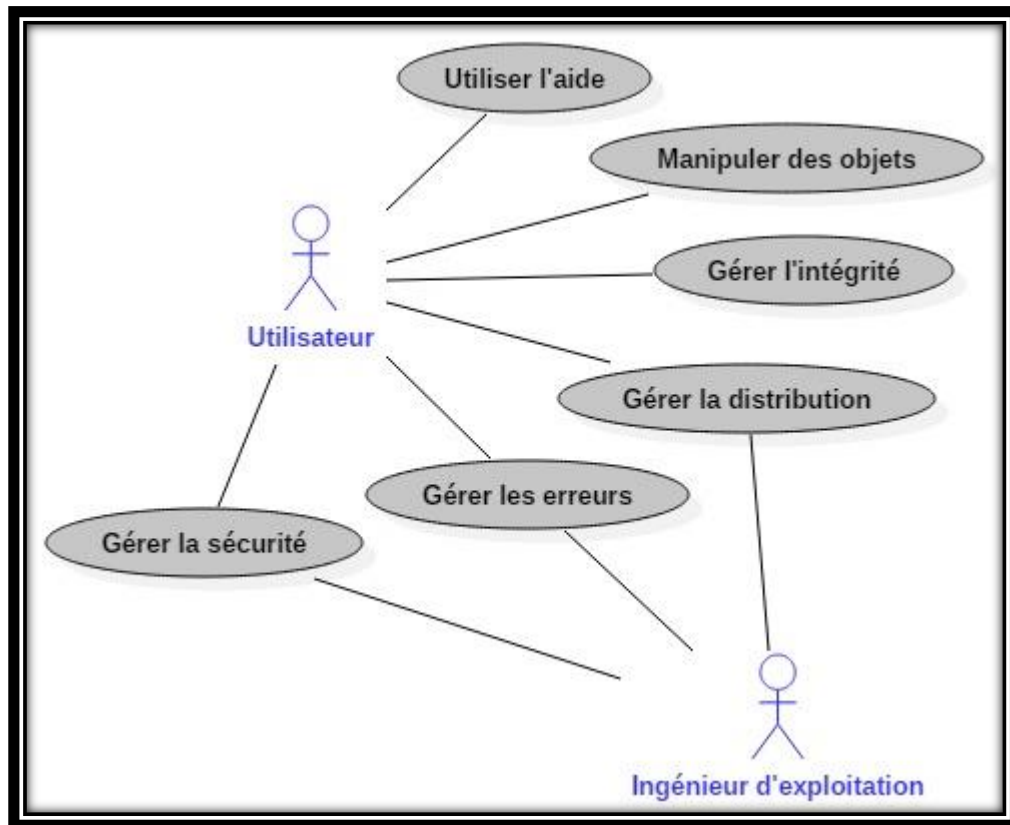 Utiliser l'aide
Manipuler des objets
Gérer l'intégrité
Utilisateur
Gérer la distribution
Gérer les erreurs
Gérer la sécurité
Ingénieur d'exploitation